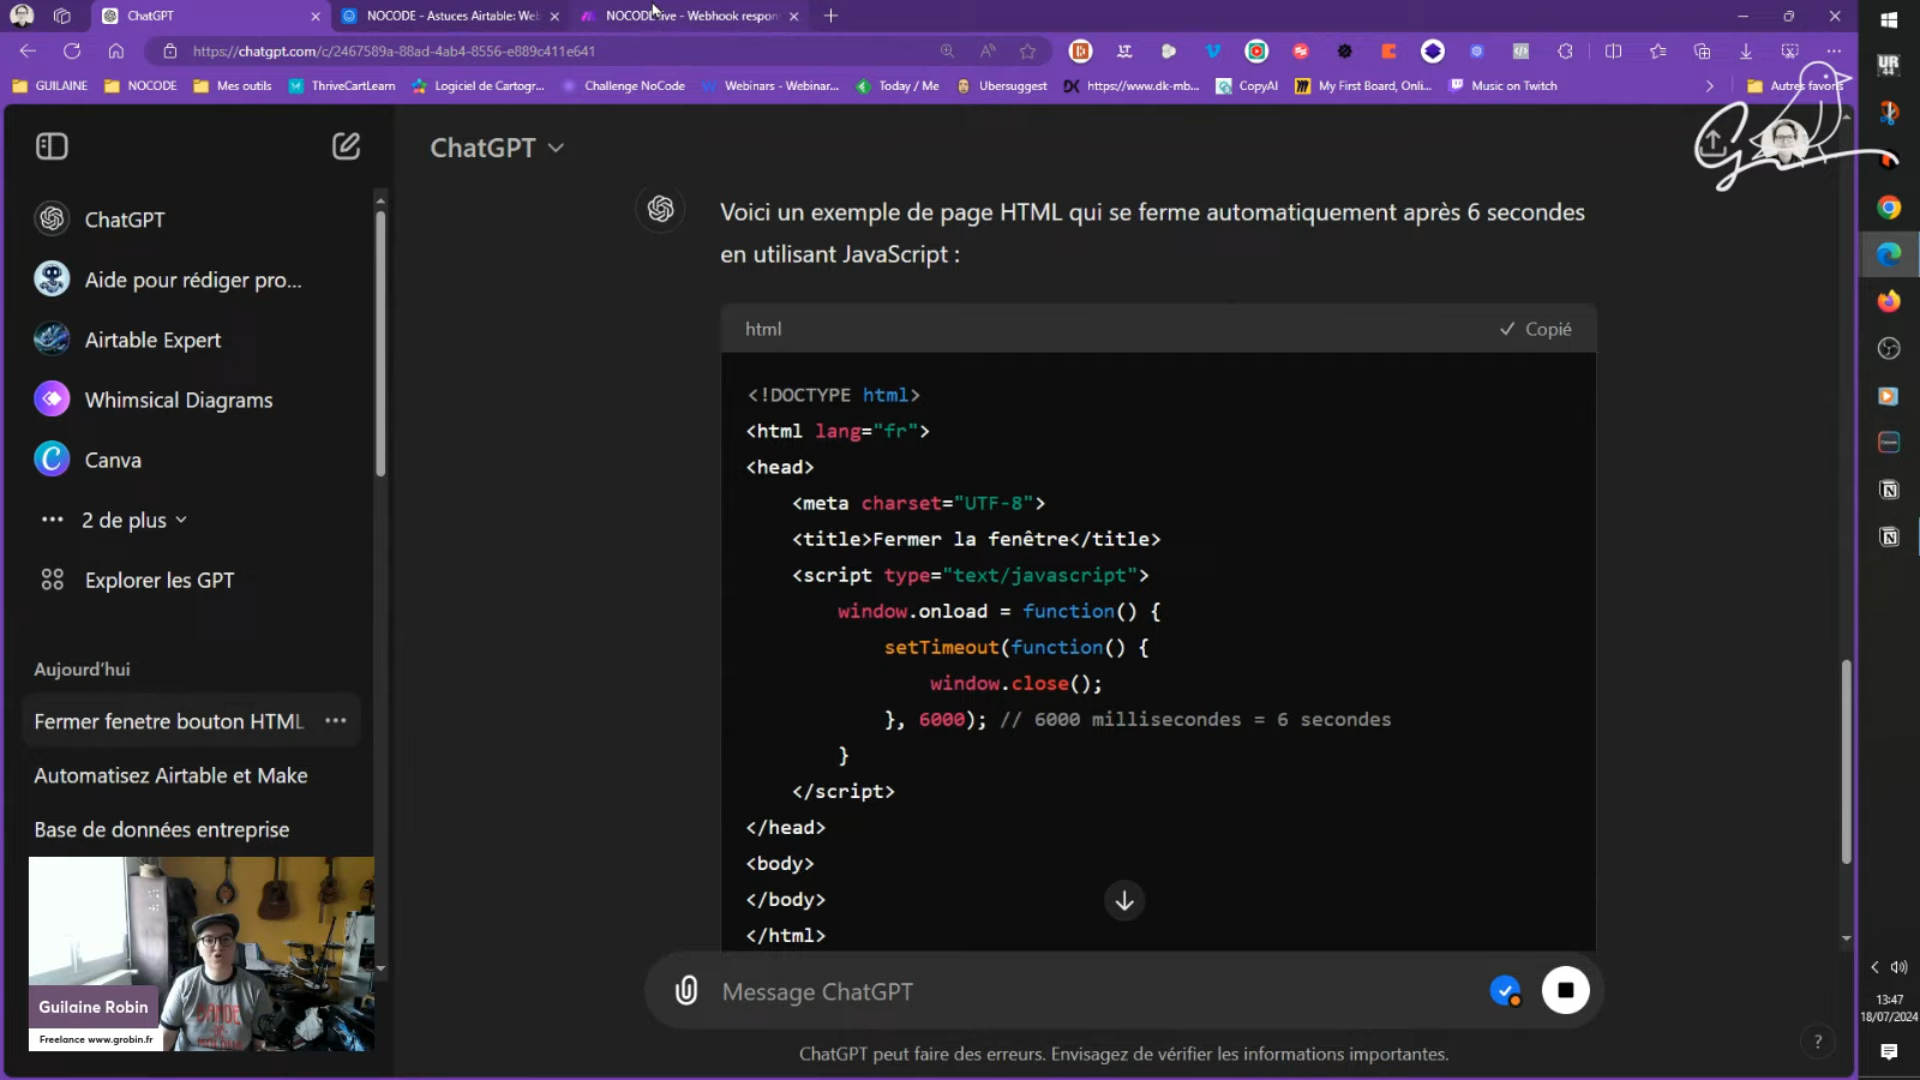 ChatGPT
NOCODE - Astuces Airtable: Wel
NOCODE - Webhook respon
https://chatgpt.com/c/2467589a-88ad-4ab4-8556-e889c411e641
GUILAINE
NOCODE
Mes outils
ThriveCartLearn
Logiciel de Cartogr...
Challenge NoCode
Webinars - Webinar...
Today / Me
Ubersuggest
https://www.dk-mb...
CopyAI
My First Board, Onli...
Music on Twitch
Autres favoris
ChatGPT
ChatGPT
Aide pour rédiger pro...
Airtable Expert
Whimsical Diagrams
Canva
2 de plus
Explorer les GPT
Aujourd'hui
Fermer fenetre bouton HTML
Automatisez Airtable et Make
Base de données entreprise
Voici un exemple de page HTML qui se ferme automatiquement après 6 secondes
en utilisant JavaScript :
html
Copié
<!DOCTYPE html>
<html lang="fr">
<head>
<meta charset="UTF-8">
<title>Fermer la fenêtre</title>
<script type="text/javascript">
window.onload = function() {
setTimeout(function() {
window.close();
}, 6000); // 6000 millisecondes = 6 secondes
}
</script>
</head>
<body>
</body>
</html>
Message ChatGPT
ChatGPT peut faire des erreurs. Envisagez de vérifier les informations importantes.
?
Guilaine Robin
Freelance www.grobin.fr
UR
44
13:47
18/07/2024